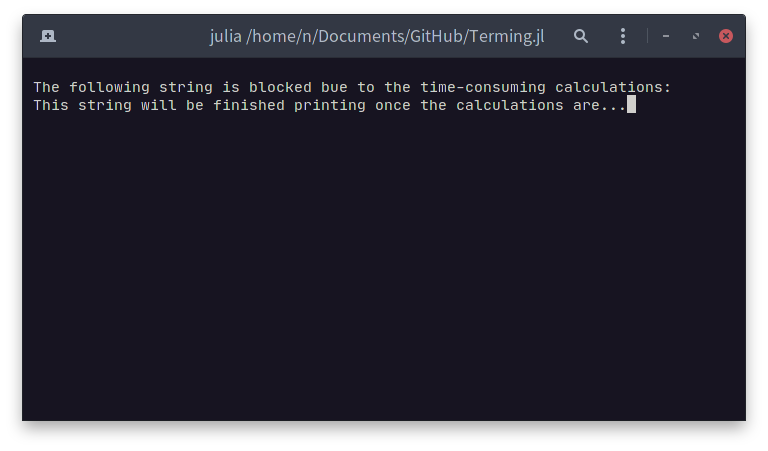 julia /home/n/Documents/GitHub/Terming.jl
The following string is blocked bue to the time-consuming calculations:
This string will be finished printing once the calculations are...